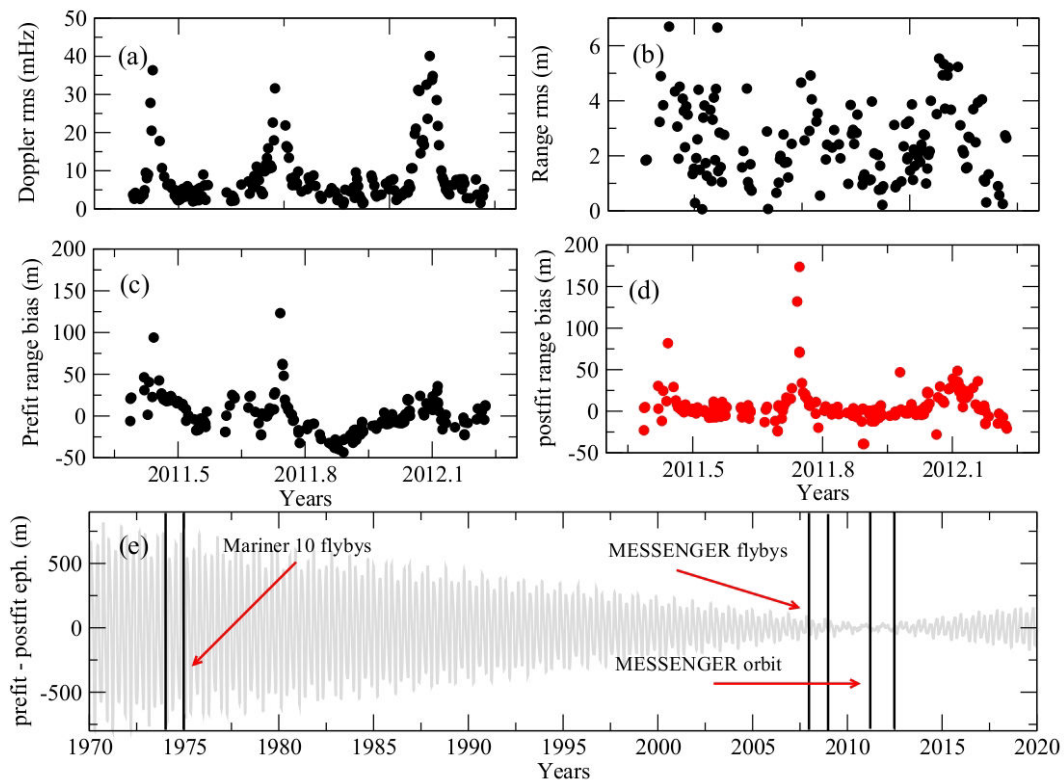 50
40
30
20
10
0
Doppler rms (mHz)
(a)
6
4
2
0
Range rms (m)
(b)
200
150
100
50
0
-50
Prefit range bias (m)
(c)
2011.5 2011.8 2012.1
Years
200
150
100
50
0
-50
postfit range bias (m)
(d)
2011.5 2011.8 2012.1
Years
(e)
500
0
-500
prefit - postfit eph. (m)
Mariner 10 flybys
MESSENGER flybys
MESSENGER orbit
1970 1975 1980 1985 1990 1995 2000 2005 2010 2015 2020
Years